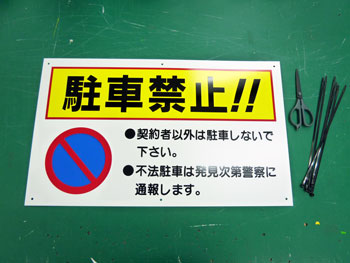 駐車禁止!!
●契約者以外は駐車しないで
下さい。
●不法駐車は発見次第警察に
通報します。